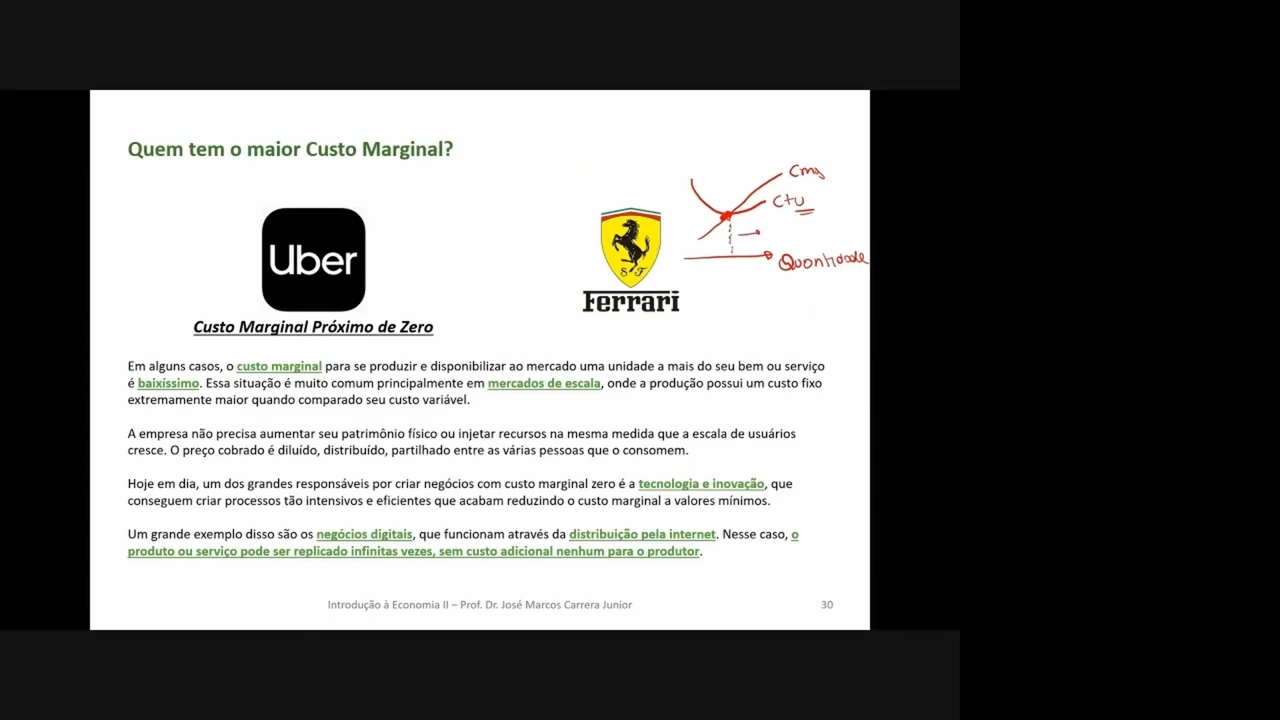 Quem tem o maior Custo Marginal?
Cmg
CTU
Quantidade
Uber
SF
Ferrari
Custo Marginal Próximo de Zero
Em alguns casos, o custo marginal para se produzir e disponibilizar ao mercado uma unidade a mais do seu bem ou serviço
é baixíssimo. Essa situação é muito comum principalmente em mercados de escala, onde a produção possui um custo fixo
extremamente maior quando comparado seu custo variável.
A empresa não precisa aumentar seu patrimônio físico ou injetar recursos na mesma medida que a escala de usuários
cresce. O preço cobrado é diluído, distribuído, partilhado entre as várias pessoas que o consomem.
Hoje em dia, um dos grandes responsáveis por criar negócios com custo marginal zero é a tecnologia e inovação, que
conseguem criar processos tão intensivos e eficientes que acabam reduzindo o custo marginal a valores mínimos.
Um grande exemplo disso são os negócios digitais, que funcionam através da distribuição pela internet. Nesse caso, o
produto ou serviço pode ser replicado infinitas vezes, sem custo adicional nenhum para o produtor.
Introdução à Economia II – Prof. Dr. José Marcos Carrera Junior
30